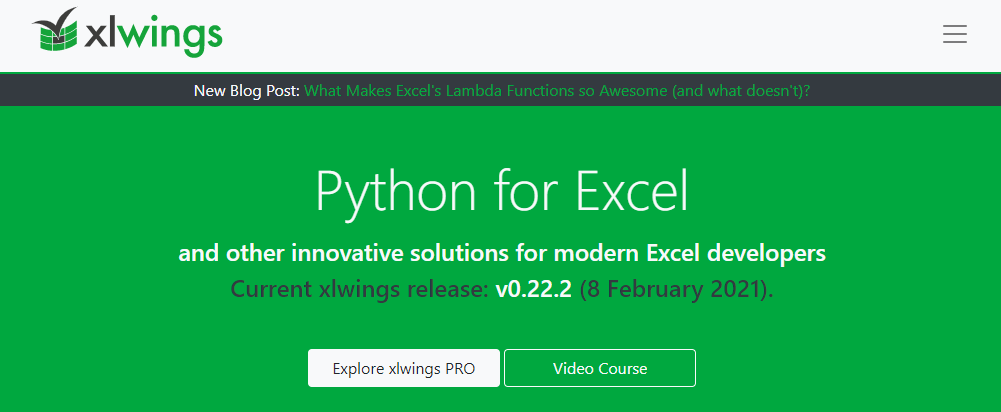 xlwings
New Blog Post: What Makes Excel's Lambda Functions so Awesome (and what doesn't)?
Python for Excel
and other innovative solutions for modern Excel developers
Current xlwings release: v0.22.2 (8 February 2021).
Explore xlwings PRO
Video Course